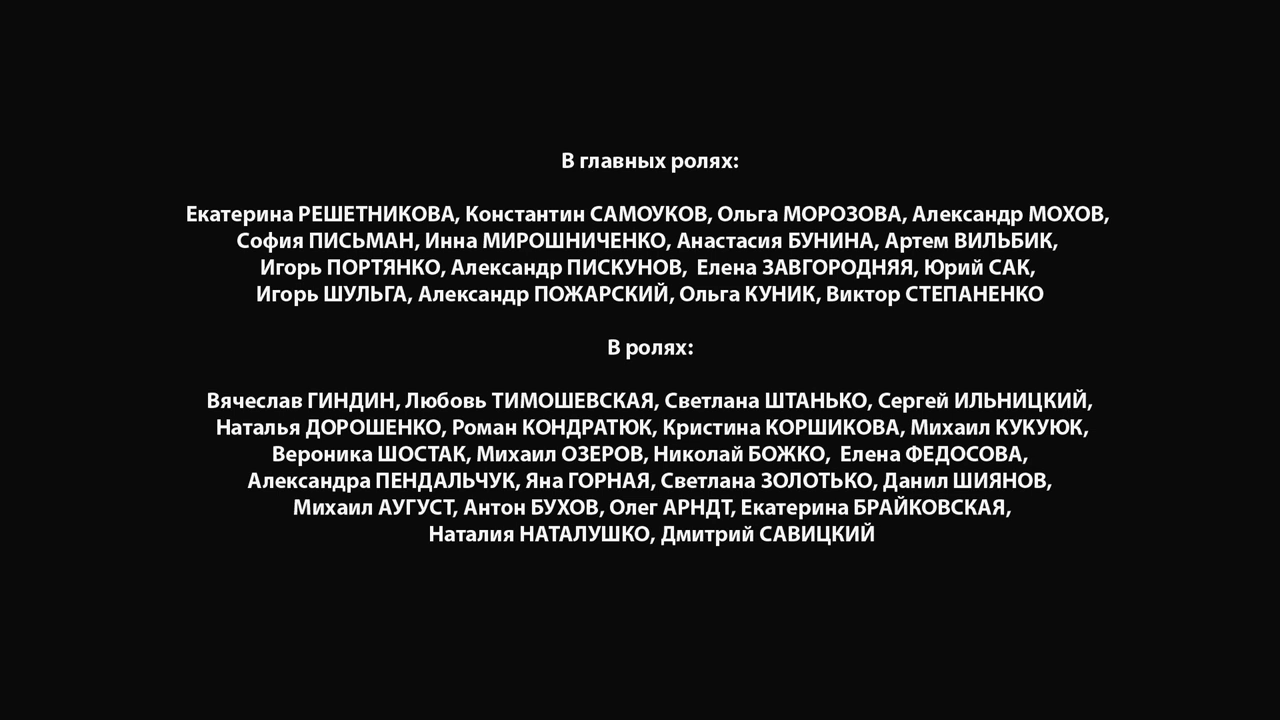 В главных ролях:
Екатерина РЕШЕТНИКОВА, Константин САМОУКОВ, Ольга МОРОЗОВА, Александр МОХОВ,
София ПИСЬМАН, Инна МИРОШНИЧЕНКО, Анастасия БУНИНА, Артем ВИЛЬБИК,
Игорь ПОРТЯНКО, Александр ПИСКУНОВ, Елена ЗАВГОРОДНЯЯ, Юрий САК,
Игорь ШУЛЬГА, Александр ПОЖАРСКИЙ, Ольга КУНИК, Виктор СТЕПАНЕНКО
В ролях:
Вячеслав ГИНДИН, Любовь ТИМОШЕВСКАЯ, Светлана ШТАНЬКО, Сергей ИЛЬНИЦКИЙ,
Наталья ДОРОШЕНКО, Роман КОНДРАТЮК, Кристина КОРШИКОВА, Михаил КУКУЮК,
Вероника ШОСТАК, Михаил ОЗЕРОВ, Николай БОЖКО, Елена ФЕДОСОВА,
Александра ПЕНДАЛЬЧУК, Яна ГОРНАЯ, Светлана ЗОЛОТЬКО, Данил ШИЯНОВ,
Михаил АУГУСТ, Антон БУХОВ, Олег АРНДТ, Екатерина БРАЙКОВСКАЯ,
Наталия НАТАЛУШКО, Дмитрий САВИЦКИЙ